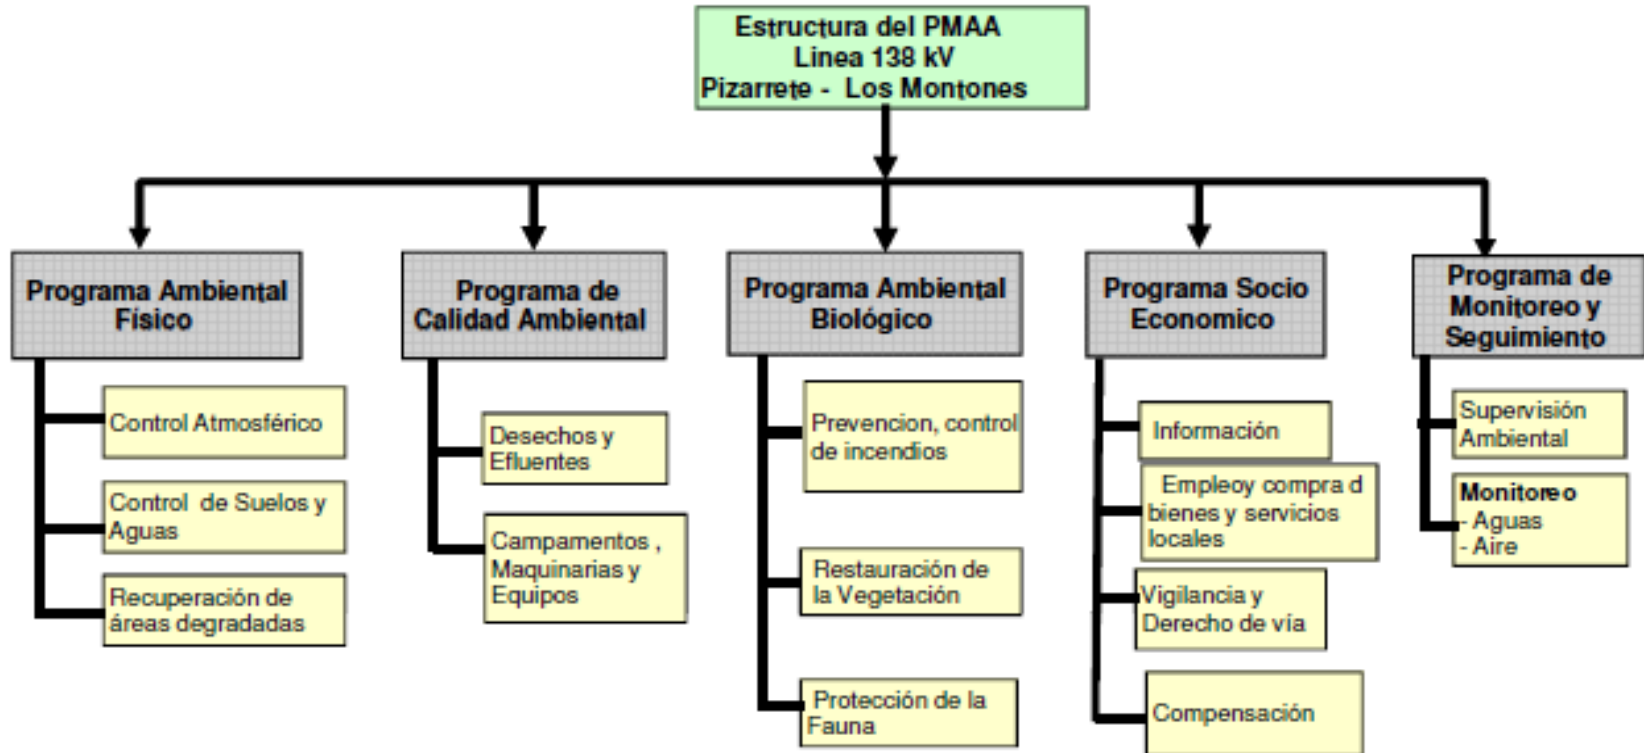 Estructura del PMAA
Linea 138 kV
Pizarrete - Los Montones
Programa Ambiental
Físico
Control Atmosférico
Control de Suelos y
Aguas
Recuperación de
áreas degradadas
Programa de
Calidad Ambiental
Desechos y
Efluentes
Campamentos ,
Maquinarias y
Equipos
Programa Ambiental
Biológico
Prevencion, control
de incendios
Restauración de
la Vegetación
Protección de la
Fauna
Programa Socio
Economico
Información
Empleoy compra d
bienes y servicios
locales
Vigilancia y
Derecho de vía
Compensación
Programa de
Monitoreo y
Seguimiento
Supervisión
Ambiental
Monitoreo
- Aguas
- Aire